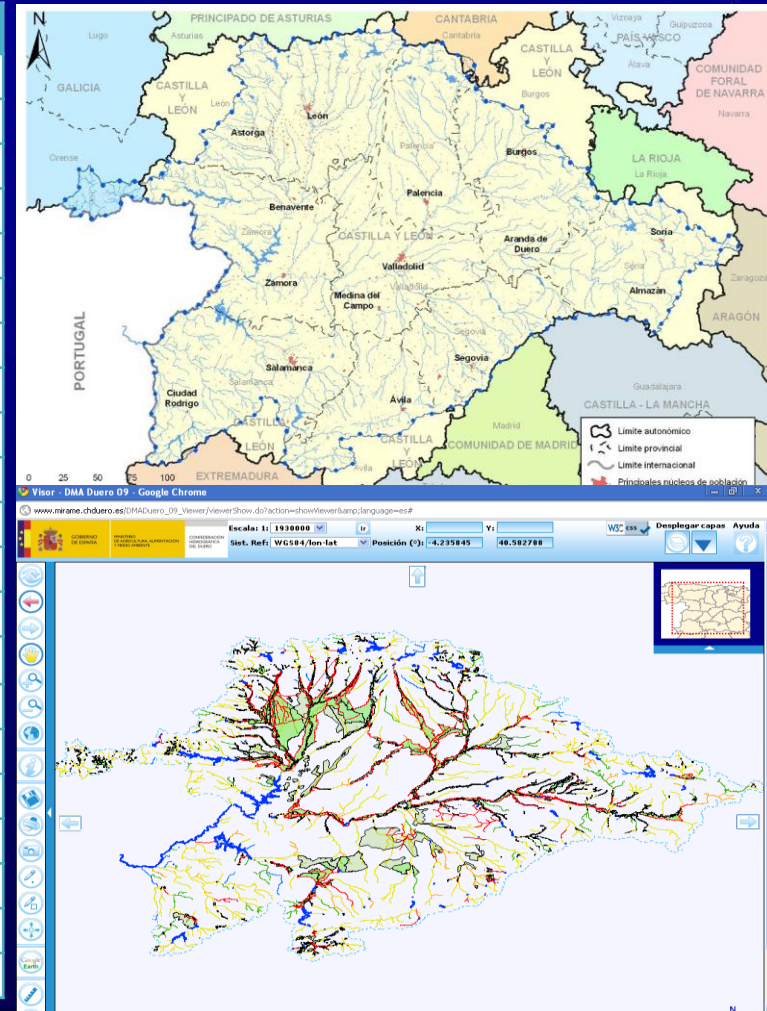 N
PRINCIPADO DE ASTURIAS
Asturias
CANTABRIA
Cantabria
Vizcaya
Guipúzcoa
PAÍS VASCO
Álava
Lugo
GALICIA
CASTILLA
Y
LEÓN
León
León
CASTILLA
Y
LEÓN
Burgos
COMUNIDAD
FORAL
DE NAVARRA
Navarra
Astorga
Palencia
Burgos
LA RIOJA
La Rioja
Orense
Benavente
Palencia
Zamora
CASTILLA Y LEÓN
Aranda de
Duero
Soria
Soria
Valladolid
Valladolid
Zamora
Medina del
Campo
Almazán
Zaragoza
ARAGÓN
PORTUGAL
Segovia
Segovia
Salamanca
Salamanca
Ciudad
Rodrigo
Ávila
Guadalajara
CASTILLA - LA MANCHA
Madrid
COMUNIDAD DE MADRID
CASTILLA
Y
LEÓN
Ávila
CASTILLA
Y
LEÓN
EXTREMADURA
0 25 50 75 100
Límite autonómico
Límite provincial
Límite internacional
Principales núcleos de población
Visor - DMA Duero 09 - Google Chrome
www.mirame.chduero.es/DMADuero_09_Viewer/viewerShow.do?action=showViewer&amp;language=es#
GOBIERNO
DE ESPAÑA
MINISTERIO
DE AGRICULTURA, ALIMENTACIÓN
Y MEDIO AMBIENTE
CONFEDERACIÓN
HIDROGRÁFICA
DEL DUERO
Escala: 1: 1930000 Ir X: Y:
Sist. Ref: WGS84/lon-lat Posición (º): -4.235045 40.502700
W3C css
Desplegar capas Ayuda
Google
Earth
N